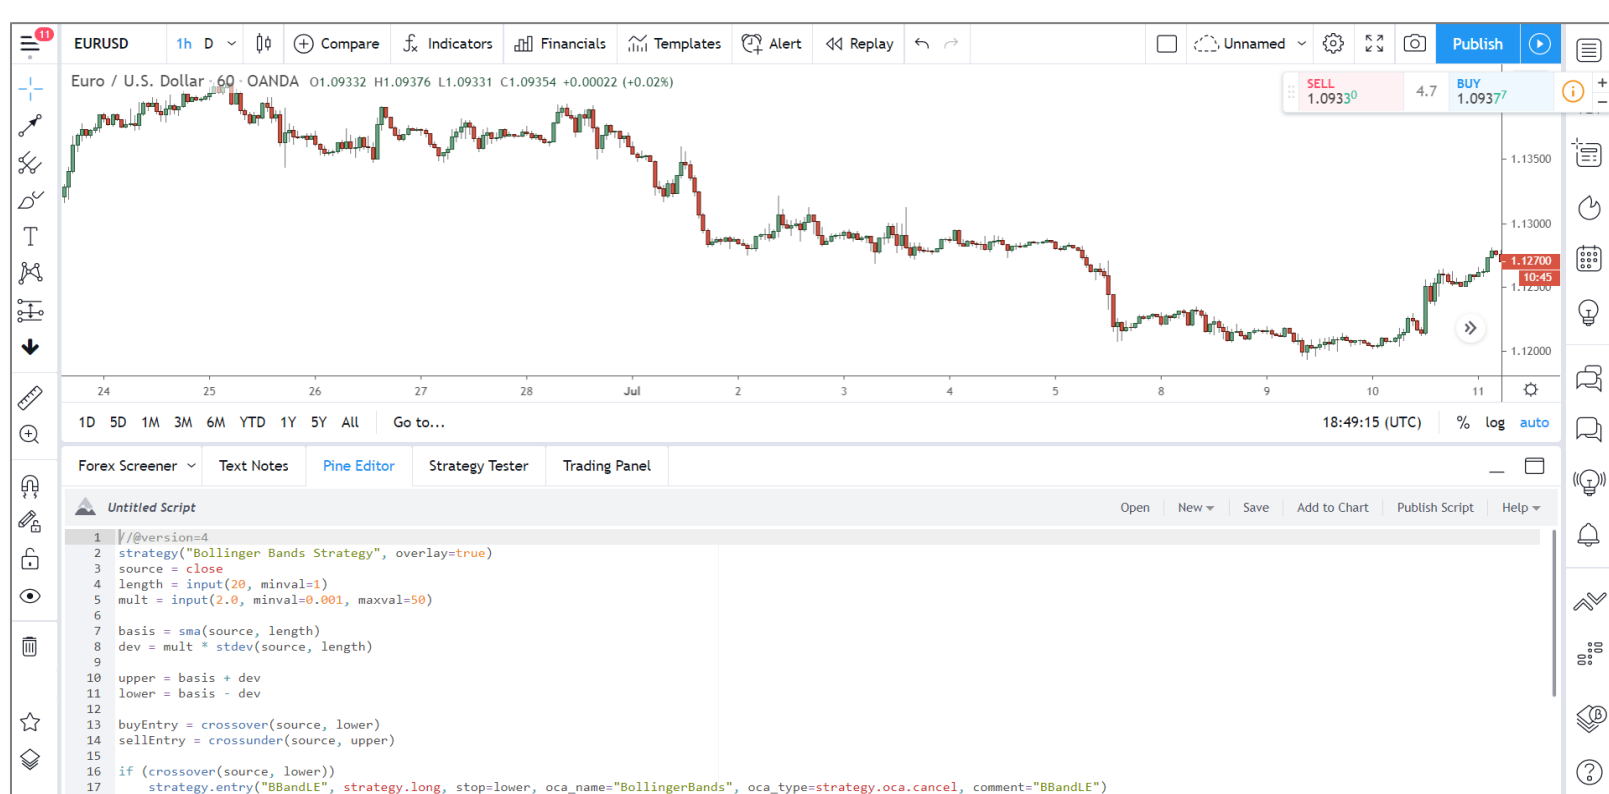 11
EURUSD 1h D Compare Indicators Financials Templates Alert Replay Unnamed Publish
Euro / U.S. Dollar · 60 · OANDA O1.09332 H1.09376 L1.09331 C1.09354 +0.00022 (+0.02%)
SELL 1.09330 4.7 BUY 1.09377
1.13500
1.13000
1.12700
10:45
1.12500
1.12000
24 25 26 27 28 Jul 2 3 4 5 8 9 10 11
1D 5D 1M 3M 6M YTD 1Y 5Y All Go to... 18:49:15 (UTC) % log auto
Forex Screener Text Notes Pine Editor Strategy Tester Trading Panel
Untitled Script Open New Save Add to Chart Publish Script Help
1 //@version=4
2 strategy("Bollinger Bands Strategy", overlay=true)
3 source = close
4 length = input(20, minval=1)
5 mult = input(2.0, minval=0.001, maxval=50)
6
7 basis = sma(source, length)
8 dev = mult * stdev(source, length)
9
10 upper = basis + dev
11 lower = basis - dev
12
13 buyEntry = crossover(source, lower)
14 sellEntry = crossunder(source, upper)
15
16 if (crossover(source, lower))
17 strategy.entry("BBandLE", strategy.long, stop=lower, oca_name="BollingerBands", oca_type=strategy.oca.cancel, comment="BBandLE")